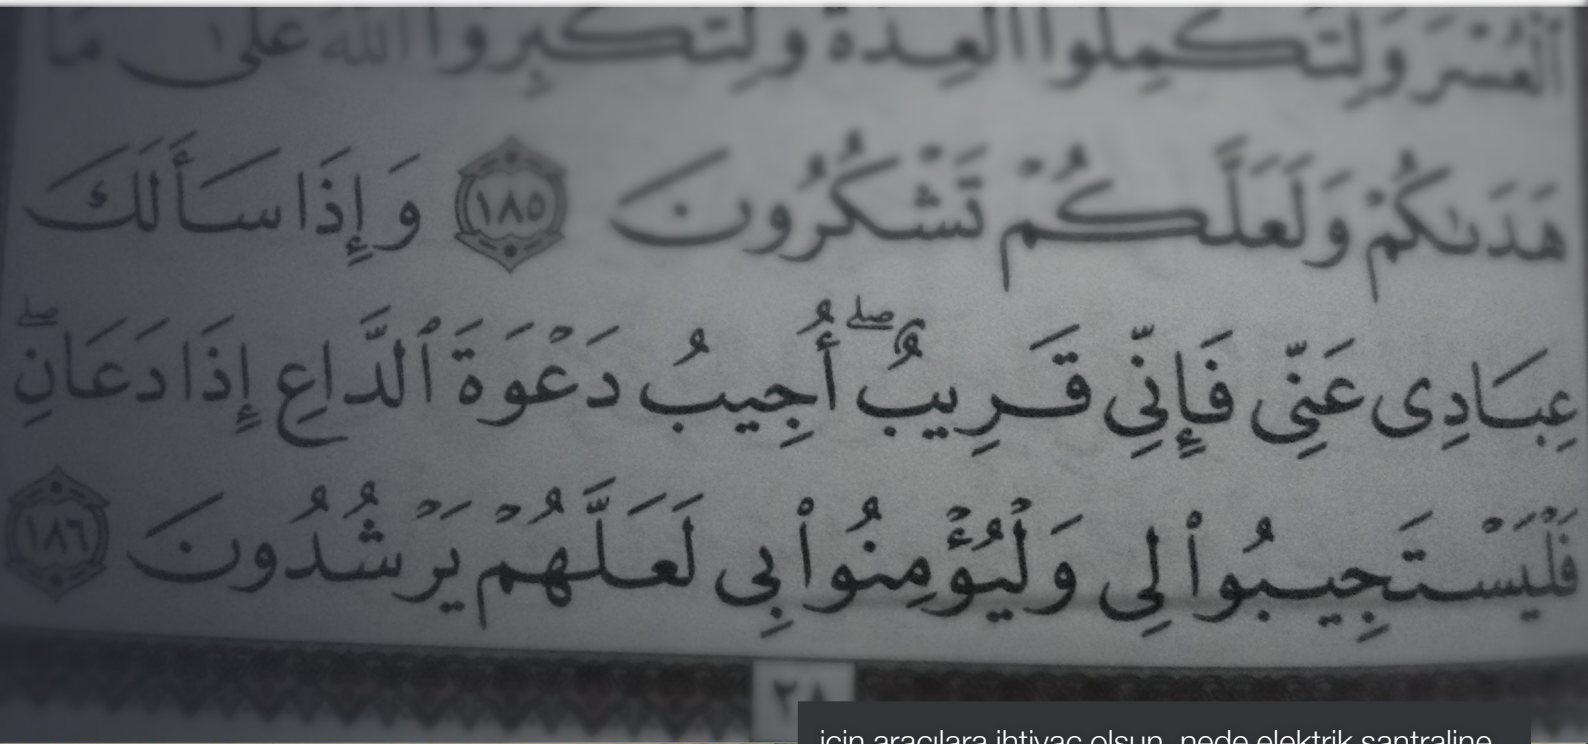 ٱلْعُسْرَ وَلِتُكْمِلُوا۟ ٱلْعِدَّةَ وَلِتُكَبِّرُوا۟ ٱللَّهَ عَلَىٰ مَا
هَدَىٰكُمْ وَلَعَلَّكُمْ تَشْكُرُونَ ١٨٥ وَإِذَا سَأَلَكَ
عِبَادِى عَنِّى فَإِنِّى قَرِيبٌ ۖ أُجِيبُ دَعْوَةَ ٱلدَّاعِ إِذَا دَعَانِ ۖ
فَلْيَسْتَجِيبُوا۟ لِى وَلْيُؤْمِنُوا۟ بِى لَعَلَّهُمْ يَرْشُدُونَ ١٨٦
٢٨
için aracılara ihtiyaç olsun, nede elektrik santraline